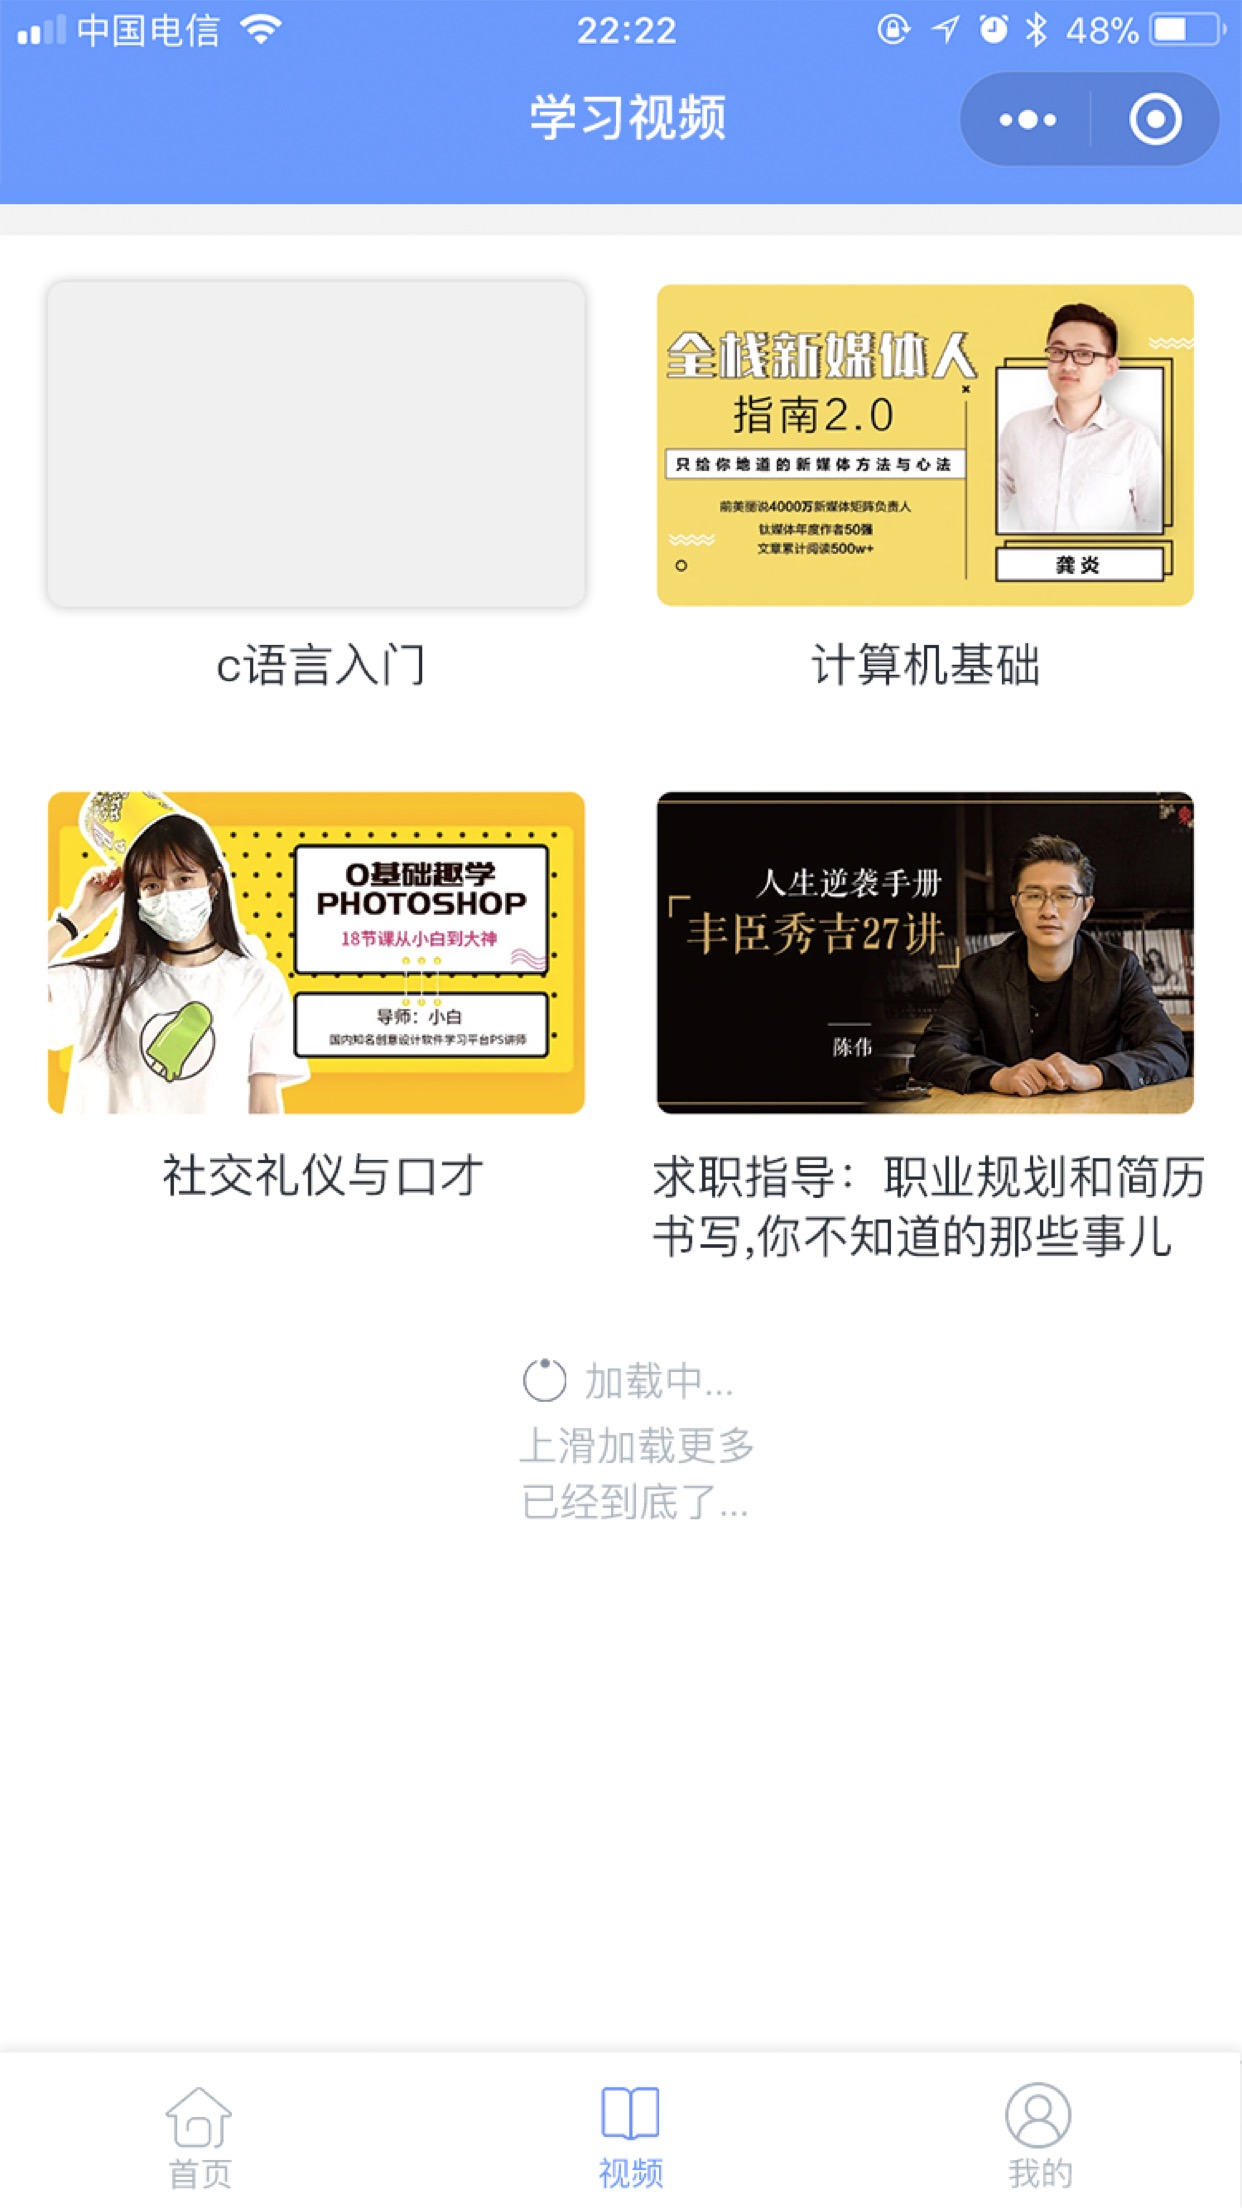 中国电信
22:22
48%
学习视频
全栈新媒体人
指南2.0
只给你地道的新媒体方法与心法
前美丽说4000万新媒体矩阵负责人
钛媒体年度作者50强
文章累计阅读500w+
龚炎
c语言入门
计算机基础
0基础趣学
PHOTOSHOP
18节课从小白到大神
导师：小白
国内知名创意设计软件学习平台PS讲师
人生逆袭手册
「丰臣秀吉27讲」
陈伟
社交礼仪与口才
求职指导：职业规划和简历
书写,你不知道的那些事儿
加载中...
上滑加载更多
已经到底了...
首页
视频
我的